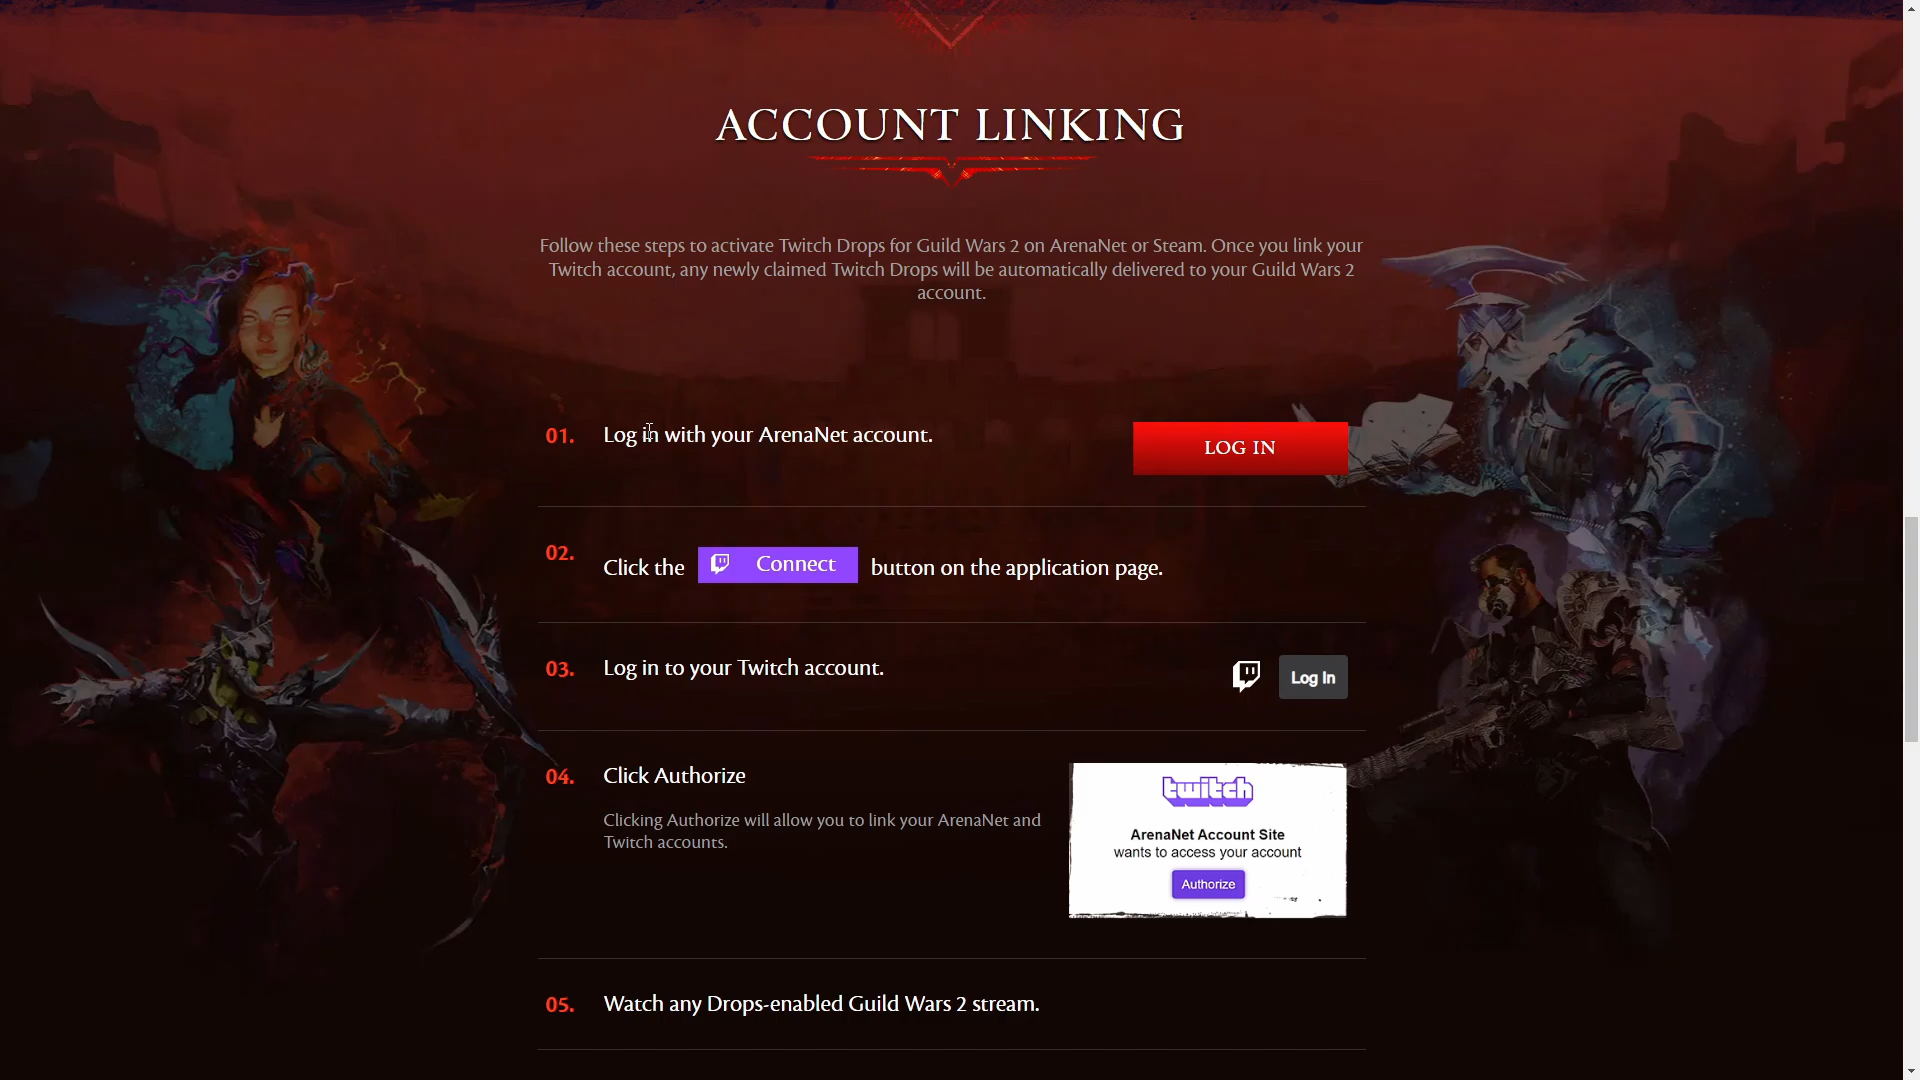 ACCOUNT LINKING
Follow these steps to activate Twitch Drops for Guild Wars 2 on ArenaNet or Steam. Once you link your
Twitch account, any newly claimed Twitch Drops will be automatically delivered to your Guild Wars 2
account.
01. Log in with your ArenaNet account. LOG IN
02. Click the Connect button on the application page.
03. Log in to your Twitch account. Log In
04. Click Authorize
Clicking Authorize will allow you to link your ArenaNet and
Twitch accounts.
twitch
ArenaNet Account Site
wants to access your account
Authorize
05. Watch any Drops-enabled Guild Wars 2 stream.